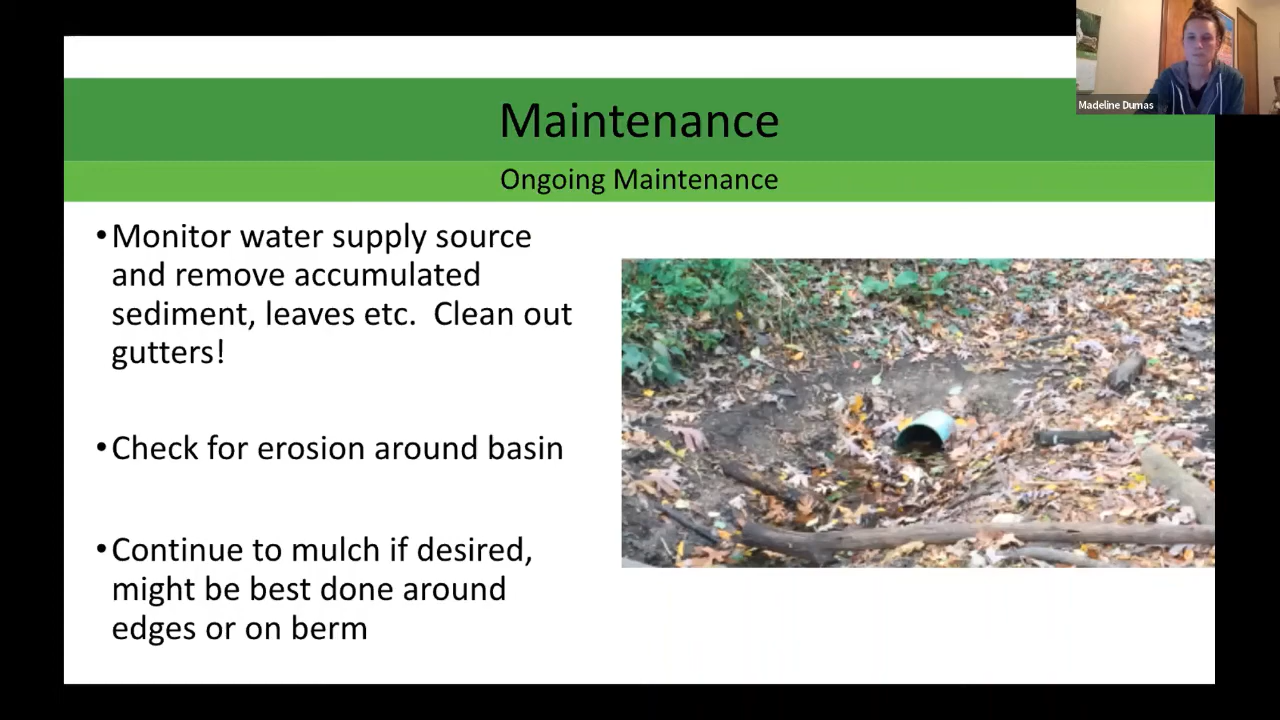 Maintenance
Madeline Dumas
Ongoing Maintenance
•Monitor water supply source
and remove accumulated
sediment, leaves etc.  Clean out
gutters!
•Check for erosion around basin
•Continue to mulch if desired,
might be best done around
edges or on berm